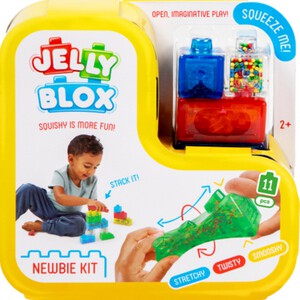 OPEN, IMAGINATIVE PLAY!
SQUEEZE ME!
JELLY
BLOX
SQUISHY IS MORE FUN!
2+
STACK IT!
11
pcs
NEWBIE KIT
STRETCHY
TWISTY
SMOOSHY